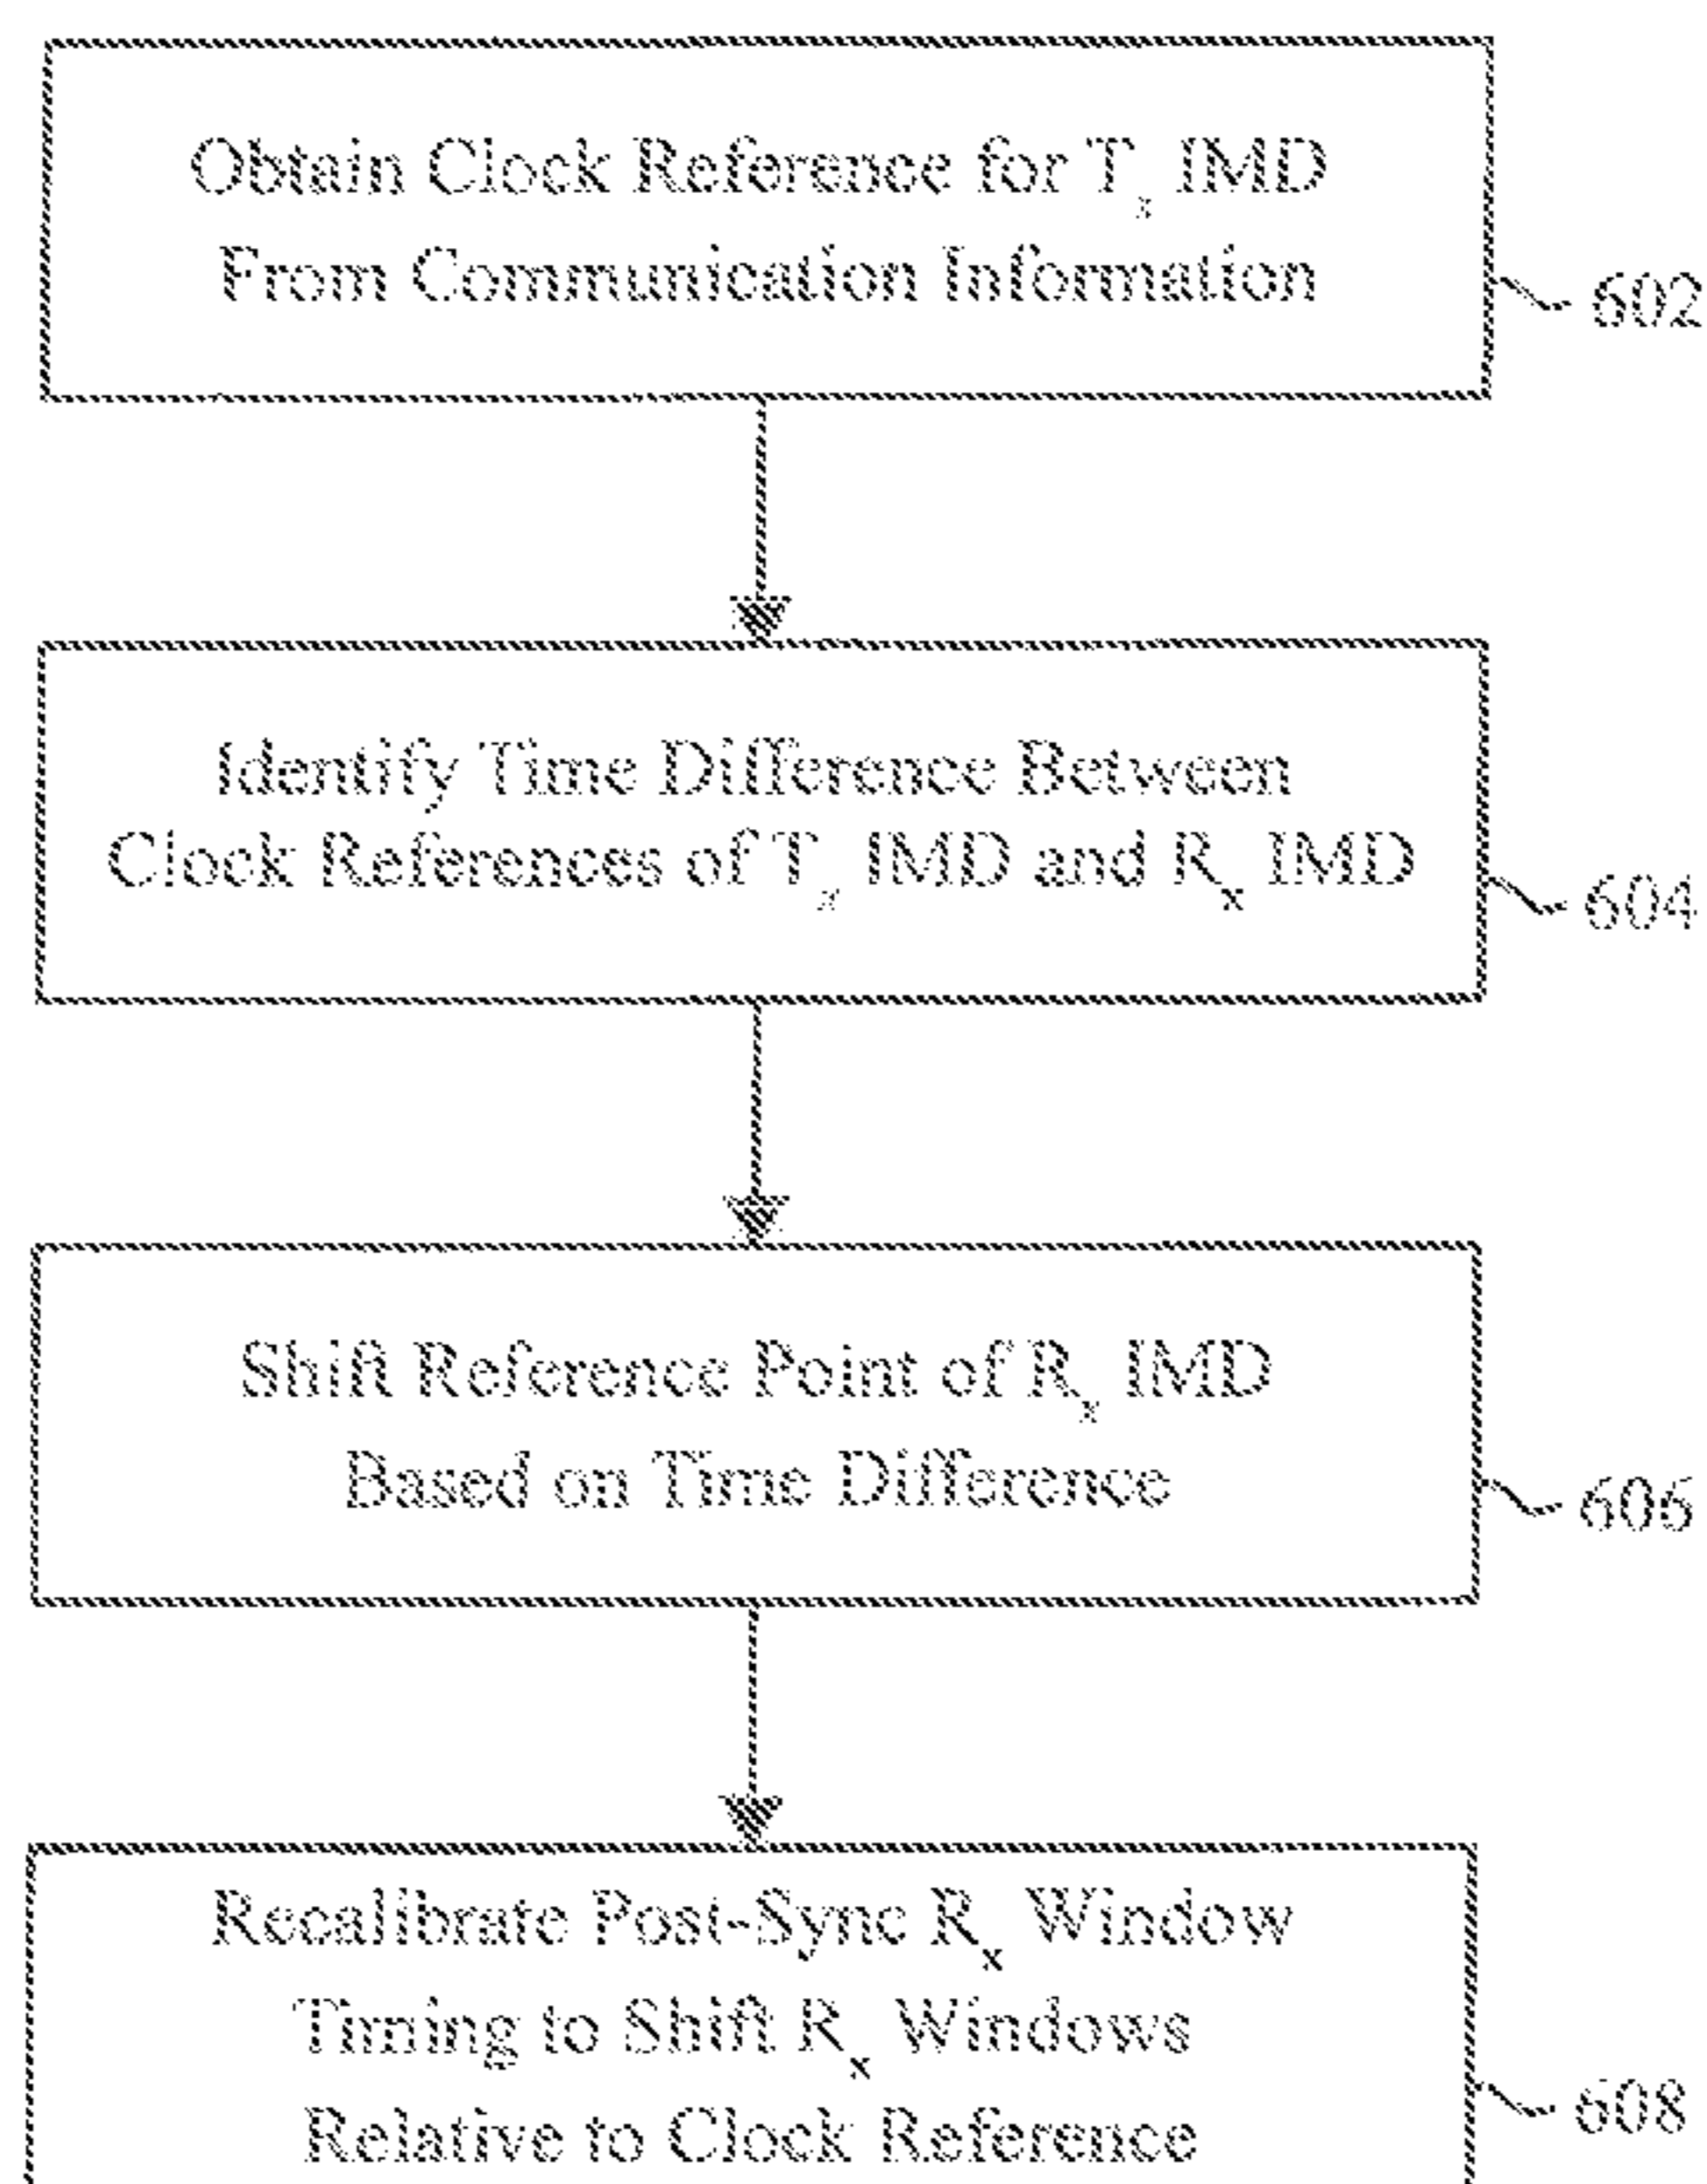 Obtain Clock Reference for Tₓ IMD
From Communication Information
602
Identify Time Difference Between
Clock References of Tₓ IMD and Rₓ IMD
604
Shift Reference Point of Rₓ IMD
Based on Time Difference
606
Recalibrate Post-Sync Rₓ Window
Timing to Shift Rₓ Windows
Relative to Clock Reference
608